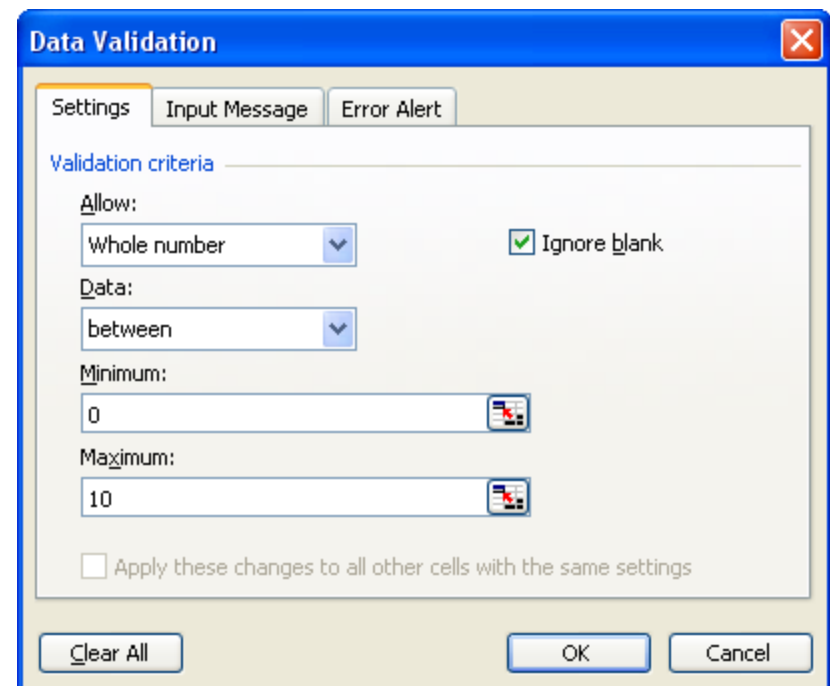 Data Validation
Settings Input Message Error Alert
Validation criteria
Allow:
Whole number Ignore blank
Data:
between
Minimum:
0
Maximum:
10
Apply these changes to all other cells with the same settings
Clear All OK Cancel